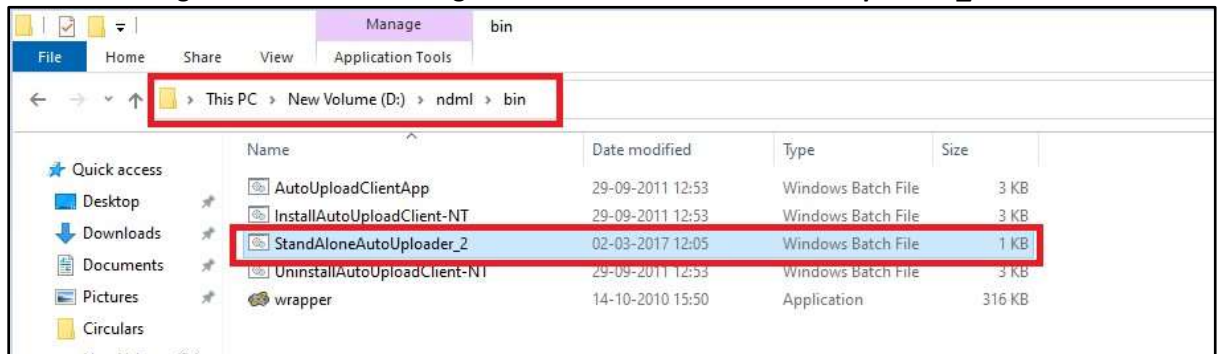 Manage bin
File Home Share View Application Tools
This PC > New Volume (D:) > ndml > bin
Name Date modified Type Size
Quick access
AutoUploadClientApp 29-09-2011 12:53 Windows Batch File 3 KB
Desktop
InstallAutoUploadClient-NT 29-09-2011 12:53 Windows Batch File 3 KB
Downloads
StandAloneAutoUploader_2 02-03-2017 12:05 Windows Batch File 1 KB
Documents
UninstallAutoUploadClient-NT 29-09-2011 12:53 Windows Batch File 3 KB
Pictures
wrapper 14-10-2010 15:50 Application 316 KB
Circulars